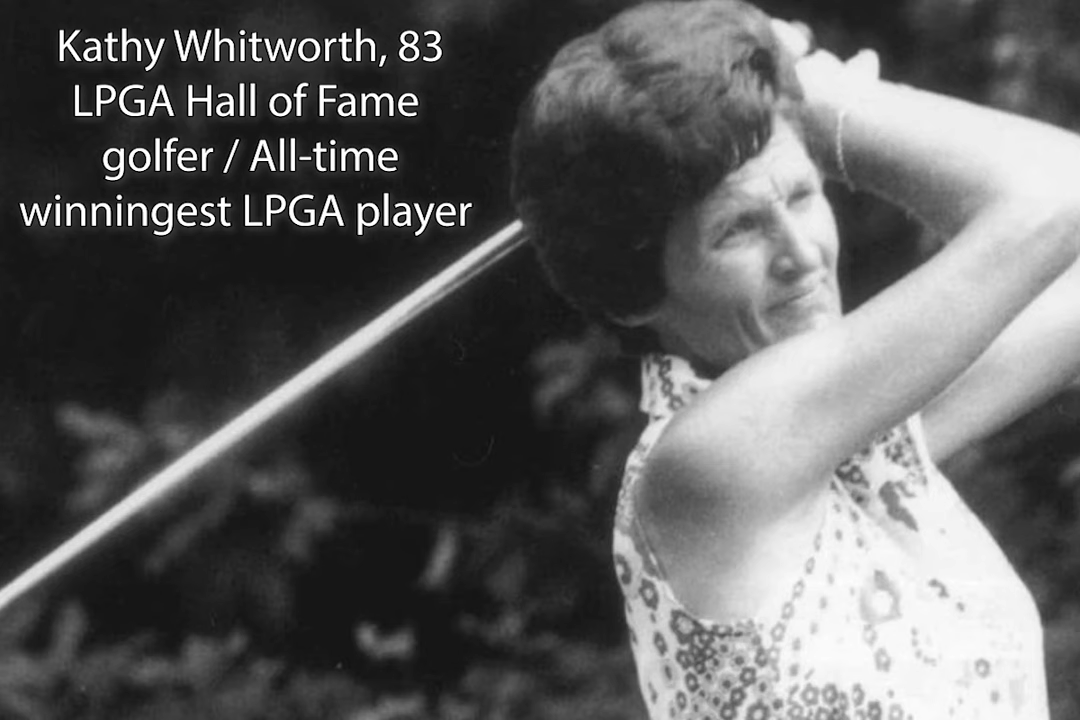 Kathy Whitworth, 83
LPGA Hall of Fame
golfer / All-time
winningest LPGA player